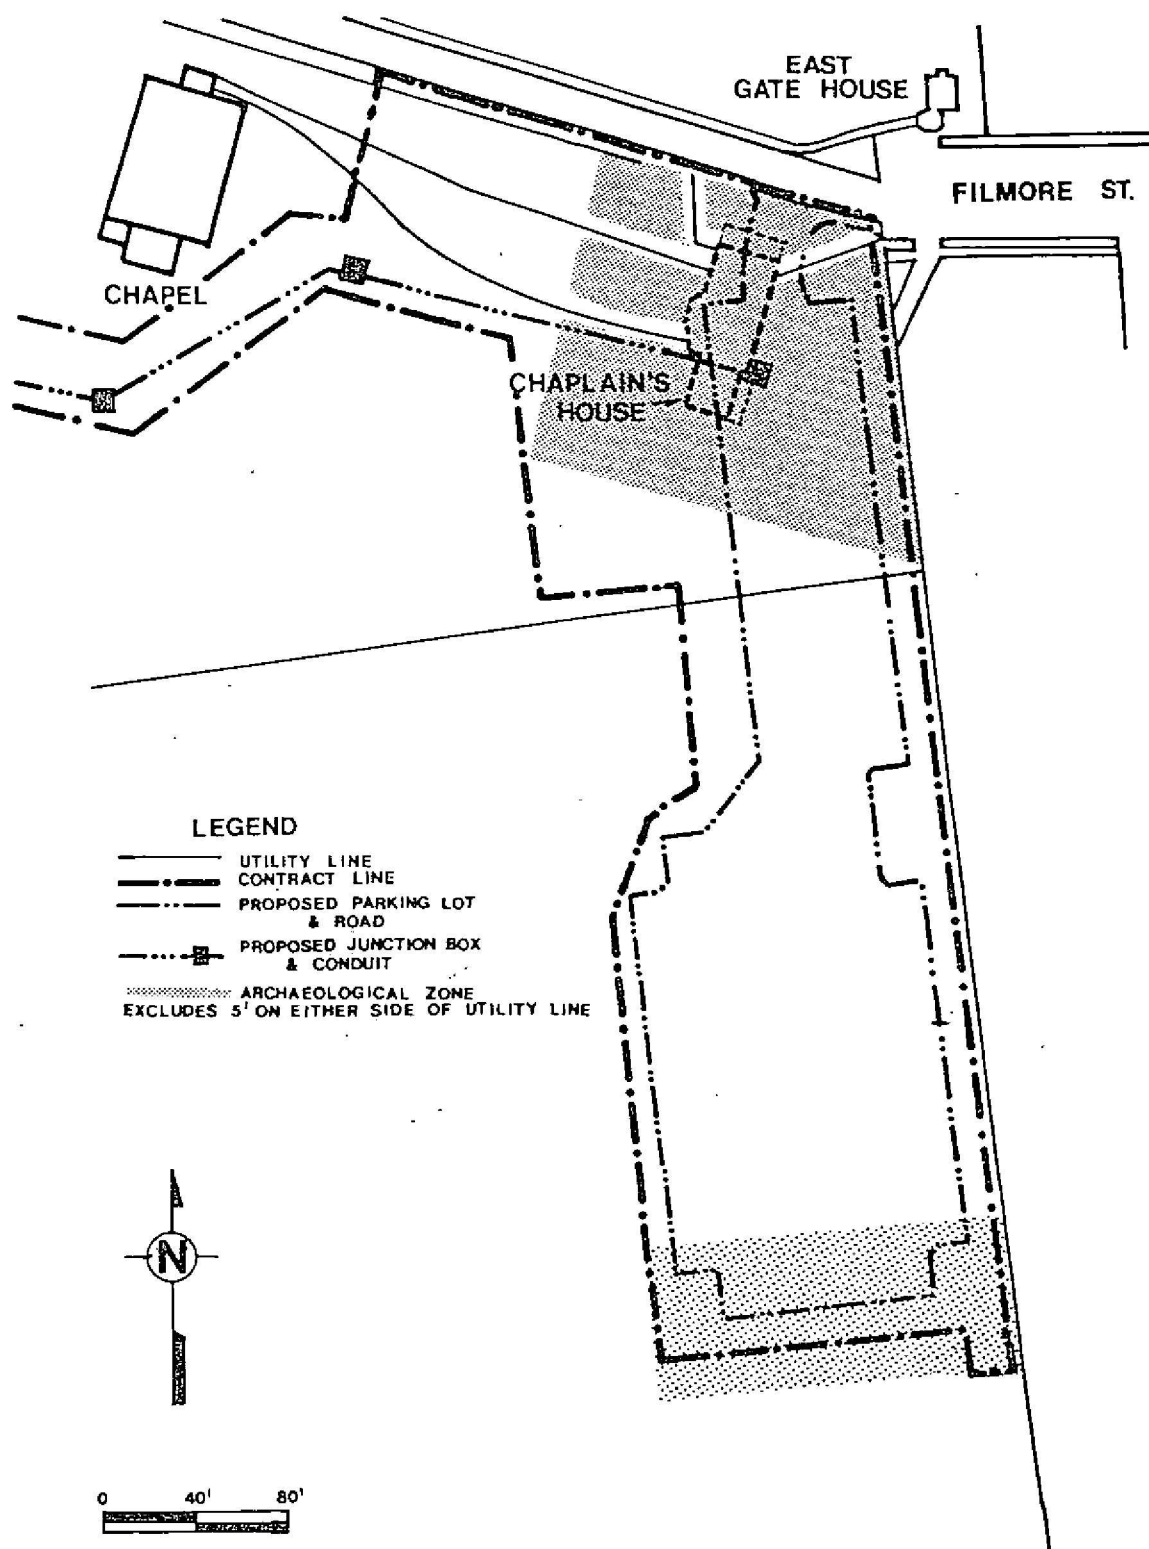 EAST
GATE HOUSE
FILMORE ST.
CHAPEL
CHAPLAIN'S
HOUSE
LEGEND
UTILITY LINE
CONTRACT LINE
PROPOSED PARKING LOT
& ROAD
PROPOSED JUNCTION BOX
& CONDUIT
ARCHAEOLOGICAL ZONE
EXCLUDES 5' ON EITHER SIDE OF UTILITY LINE
N
0 40' 80'